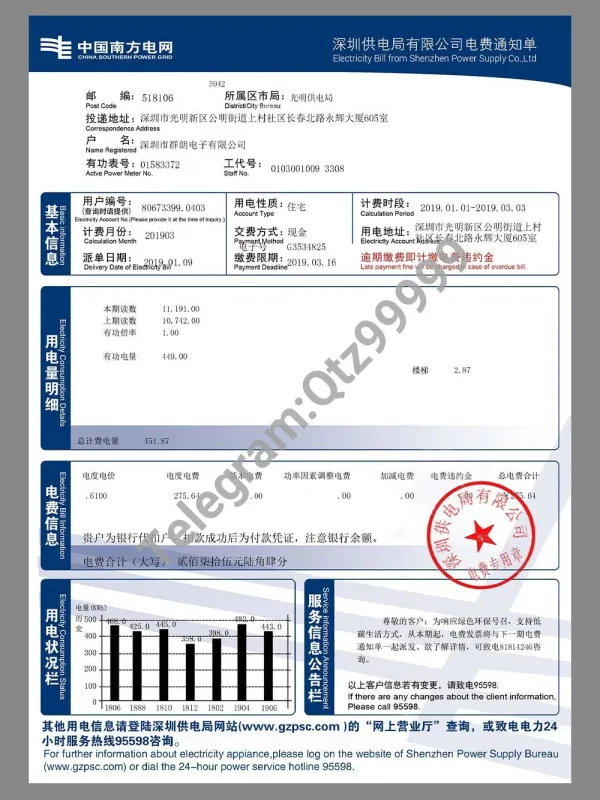 中国南方电网
CHINA SOUTHERN POWER GRID
深圳供电局有限公司电费通知单
Electricity Bill from Shenzhen Power Supply Co.,Ltd
5942
邮 编: 518106
Post Code
所属区市局: 光明供电局
District/City Bureau
投递地址: 深圳市光明新区公明街道上村社区长春北路永辉大厦605室
Correspondence Address
户 名: 深圳市群朗电子有限公司
Name Registered
有功表号: 01583372
Actve Power Meter No.
工代号: 0103001009 3308
Staff No.
基本信息
Basic information
用户编号: 80673399.0403
(查询时请提供)
Electricity Account No.(Please provide it at the time of inquiry.)
用电性质: 住宅
Account Type
计费时段: 2019.01.01-2019.03.03
Calculation Period
计费月份: 201903
Calculation Month
交费方式: 现金
Payment Method
电子号 G3534825
用电地址: 深圳市光明新区公明街道上村社区长春北路永辉大厦605室
Electricity Account Address
派单日期: 2019.01.09
Delivery Date of Electricity Bill
缴费期限: 2019.03.16
Payment Deadline
逾期缴费即计缴电费违约金
Late payment fine will be charged in case of overdue bill.
用电量明细
Electricity Consumption Details
本期读数 11,191.00
上期读数 10,742.00
有功倍率 1.00
有功电量 449.00
楼梯 2.87
总计费电量 451.87
电费信息
Electricity Bill Information
电度电价 电度电费 基本电费 功率因素调整电费 加减电费 电费违约金 总电费合计
.6100 275.64 .00 .00 .00 .00 ¥275.64
贵户为银行代扣户，扣款成功后为付款凭证，注意银行余额。
电费合计（大写） 贰佰柒拾伍元陆角肆分
深圳供电局有限公司
电费专用章
用电状况栏
Electricity Consumption Status
电量(KWh)
历史
500
400
300
200
100
0
468.0 425.0 445.0 358.0 398.0 482.0 443.0
1806 1888 1810 1812 1802 1904 1906
服务信息公告栏
Service information Announcement
尊敬的客户: 为响应绿色环保号召，支持低
碳生活方式，从本期起，电费发票将与下一期电费
通知单一起派发。欲了解详情，可致电81814246咨
询。
以上客户信息若有变更，请致电95598.
If there are any changes about the client information,
Please call 95598.
其他用电信息请登陆深圳供电局网站(www.gzpsc.com )的“网上营业厅”查询，或致电电力24
小时服务热线95598咨询。
For further information about electricity appiance,please log on the website of Shenzhen Power Supply Bureau
(www.gzpsc.com) or dial the 24-hour power service hotline 95598.
Telegram:Qtz99999